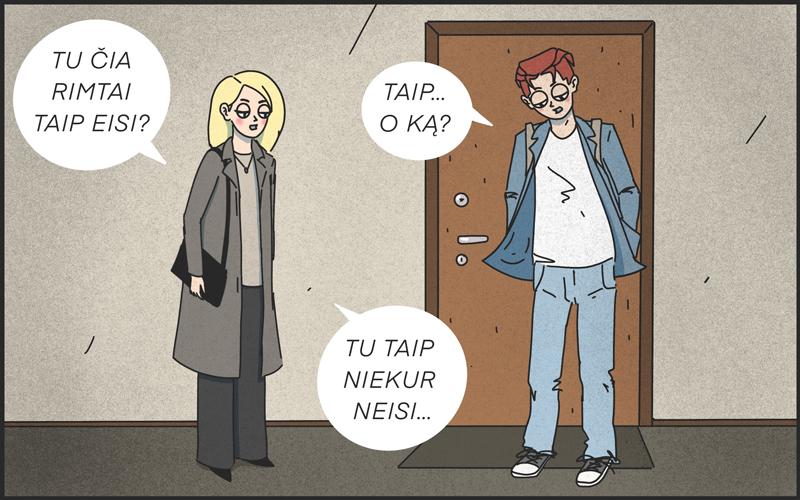 TU ČIA
RIMTAI
TAIP EISI?
TAIP...
O KĄ?
TU TAIP
NIEKUR
NEISI...